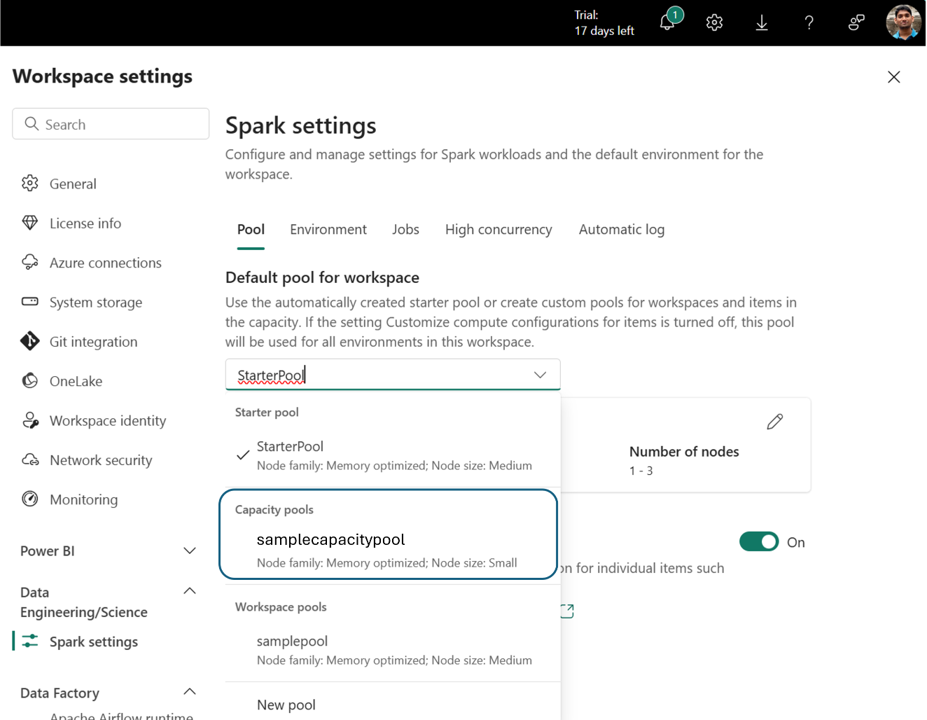 Trial:
17 days left
1
Workspace settings
Search
General
License info
Azure connections
System storage
Git integration
OneLake
Workspace identity
Network security
Monitoring
Power BI
Data
Engineering/Science
Spark settings
Data Factory
Apache Airflow runtime
Spark settings
Configure and manage settings for Spark workloads and the default environment for the
workspace.
Pool Environment Jobs High concurrency Automatic log
Default pool for workspace
Use the automatically created starter pool or create custom pools for workspaces and items in
the capacity. If the setting Customize compute configurations for items is turned off, this pool
will be used for all environments in this workspace.
StarterPool
Starter pool
StarterPool
Node family: Memory optimized; Node size: Medium
Capacity pools
samplecapacitypool
Node family: Memory optimized; Node size: Small
Workspace pools
samplepool
Node family: Memory optimized; Node size: Medium
New pool
Number of nodes
1 - 3
On
on for individual items such